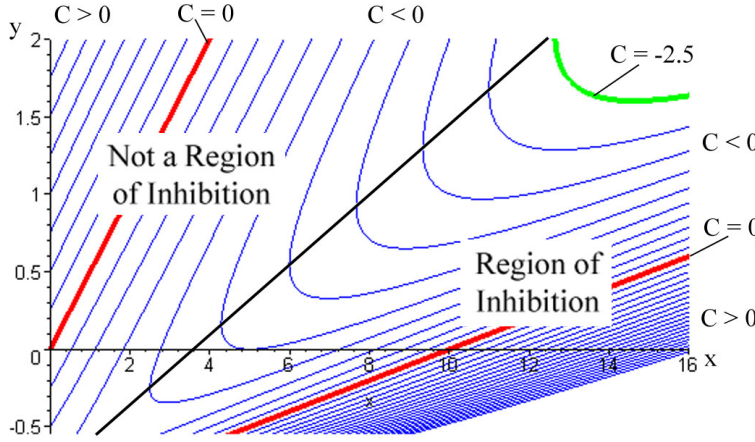 C > 0
C = 0
C < 0
y
2
C = -2.5
1.5
Not a Region
of Inhibition
C < 0
1
C = 0
0.5
Region of
Inhibition
C > 0
0
2
4
6
8
10
12
14
16
x
x
-0.5